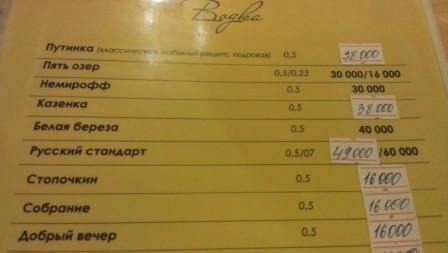 Водка
Путинка (классическая, любимый рецепт, кедровая) 0,5 38 000
Пять озер 0,5/0,25 30 000/16 000
Немирофф 0,5 30 000
Казенка 0,5 38 000
Белая береза 0,5 40 000
Русский стандарт 0,5/07 49 000/60 000
Стопочкин 0,5 16 000
Собрание 0,5 16 000
Добрый вечер 0,5 16 000